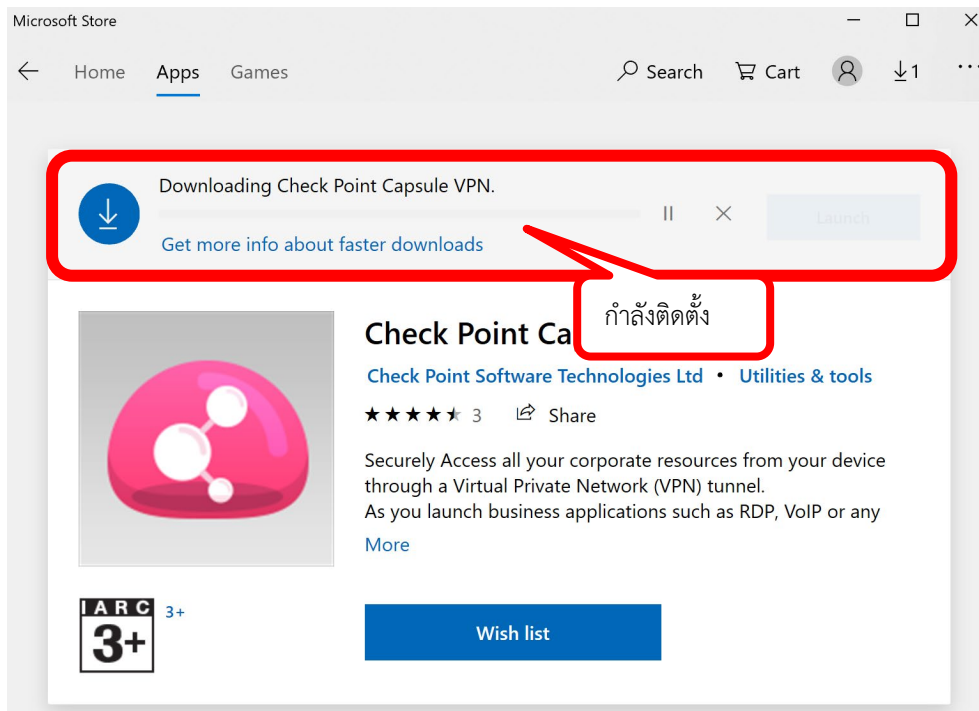 Microsoft Store
Home Apps Games Search Cart 1
Downloading Check Point Capsule VPN.
Launch
Get more info about faster downloads
กำลังติดตั้ง
Check Point Ca
Check Point Software Technologies Ltd • Utilities & tools
3 Share
Securely Access all your corporate resources from your device
through a Virtual Private Network (VPN) tunnel.
As you launch business applications such as RDP, VoIP or any
More
IARC
3+
3+
Wish list